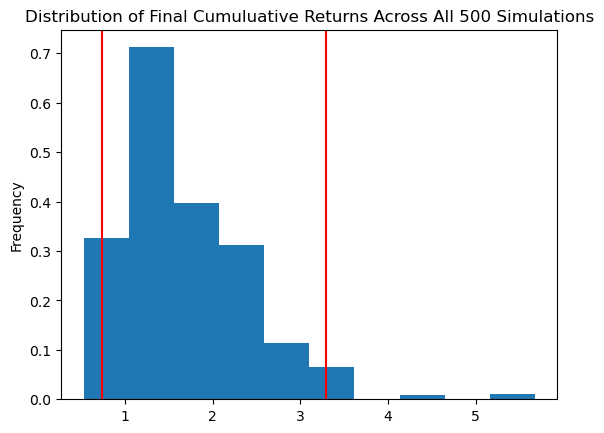 Distribution of Final Cumuluative Returns Across All 500 Simulations
0.7
0.6
0.5
0.4
0.3
0.2
0.1
0.0
Frequency
1 2 3 4 5